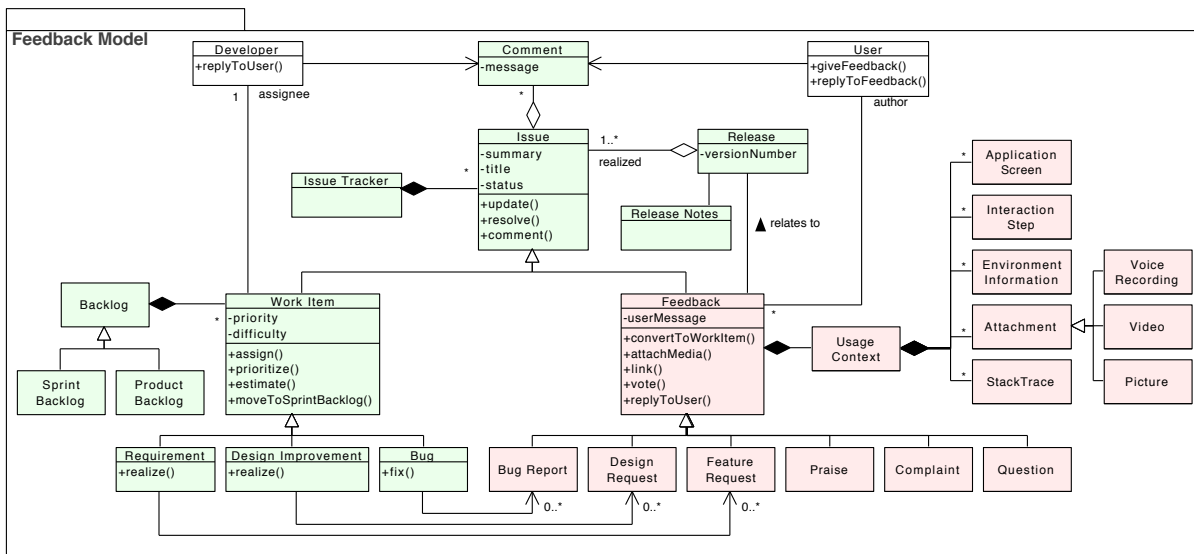 Feedback Model
Developer
+replyToUser()
Comment
-message
User
+giveFeedback()
+replyToFeedback()
1
assignee
*
author
Issue
-summary
-title
-status
+update()
+resolve()
+comment()
1..*
realized
Release
-versionNumber
Issue Tracker
*
Release Notes
relates to
*
Application
Screen
*
Interaction
Step
*
Environment
Information
*
Attachment
*
StackTrace
Voice
Recording
Video
Picture
Backlog
*
Sprint
Backlog
Product
Backlog
Work Item
-priority
-difficulty
+assign()
+prioritize()
+estimate()
+moveToSprintBacklog()
Feedback
-userMessage
+convertToWorkItem()
+attachMedia()
+link()
+vote()
+replyToUser()
*
Usage
Context
Requirement
+realize()
Design Improvement
+realize()
Bug
+fix()
Bug Report
Design
Request
Feature
Request
Praise
Complaint
Question
0..*
0..*
0..*